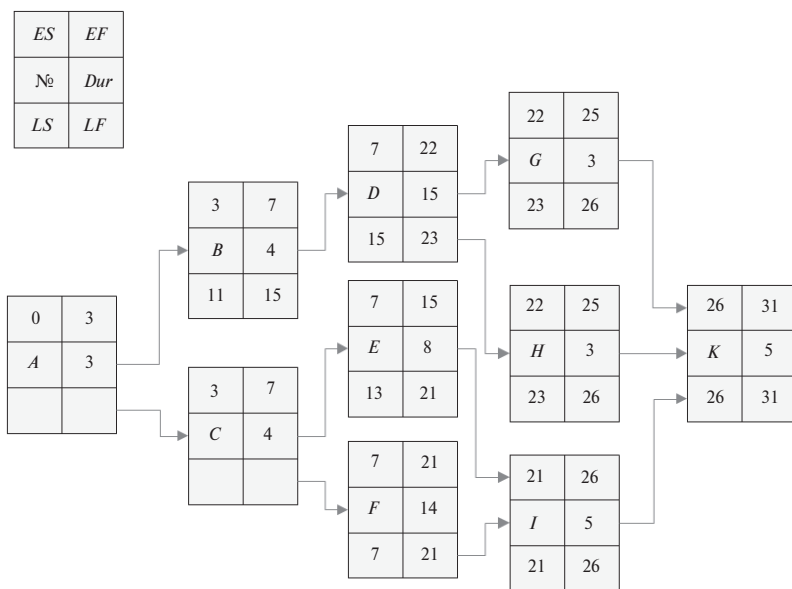 ES EF
№ Dur
LS LF
0 3
A 3
3 7
B 4
11 15
3 7
C 4
7 22
D 15
15 23
7 15
E 8
13 21
7 21
F 14
7 21
22 25
G 3
23 26
22 25
H 3
23 26
21 26
I 5
21 26
26 31
K 5
26 31